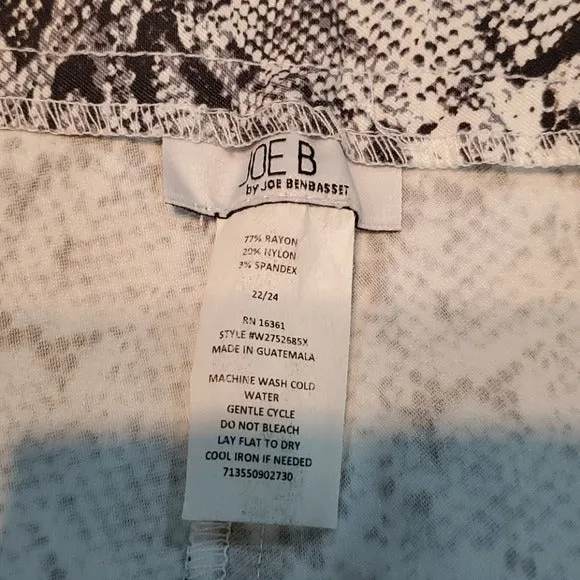 JOE B
by JOE BENBASSET
77% RAYON
20% NYLON
3% SPANDEX
22/24
RN 16361
STYLE #W2752685X
MADE IN GUATEMALA
MACHINE WASH COLD
WATER
GENTLE CYCLE
DO NOT BLEACH
LAY FLAT TO DRY
COOL IRON IF NEEDED
713550902730